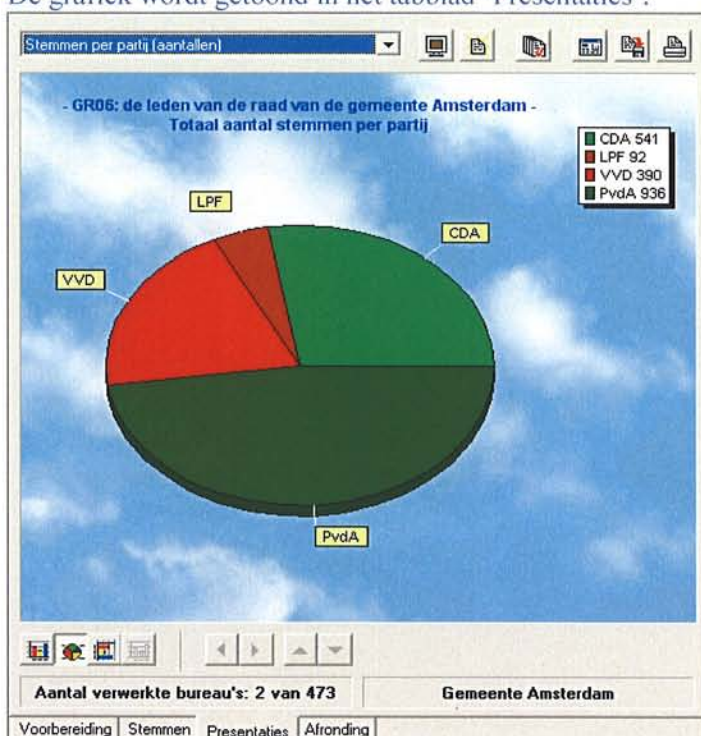 De grafiek wordt getoond in het tabblad "Presentaties".
Stemmen per partij (aantallen)
- GR06: de leden van de raad van de gemeente Amsterdam -
Totaal aantal stemmen per partij
CDA 541
LPF 92
VVD 390
PvdA 936
LPF
CDA
VVD
PvdA
Aantal verwerkte bureau's: 2 van 473
Gemeente Amsterdam
Voorbereiding Stemmen Presentaties Afronding